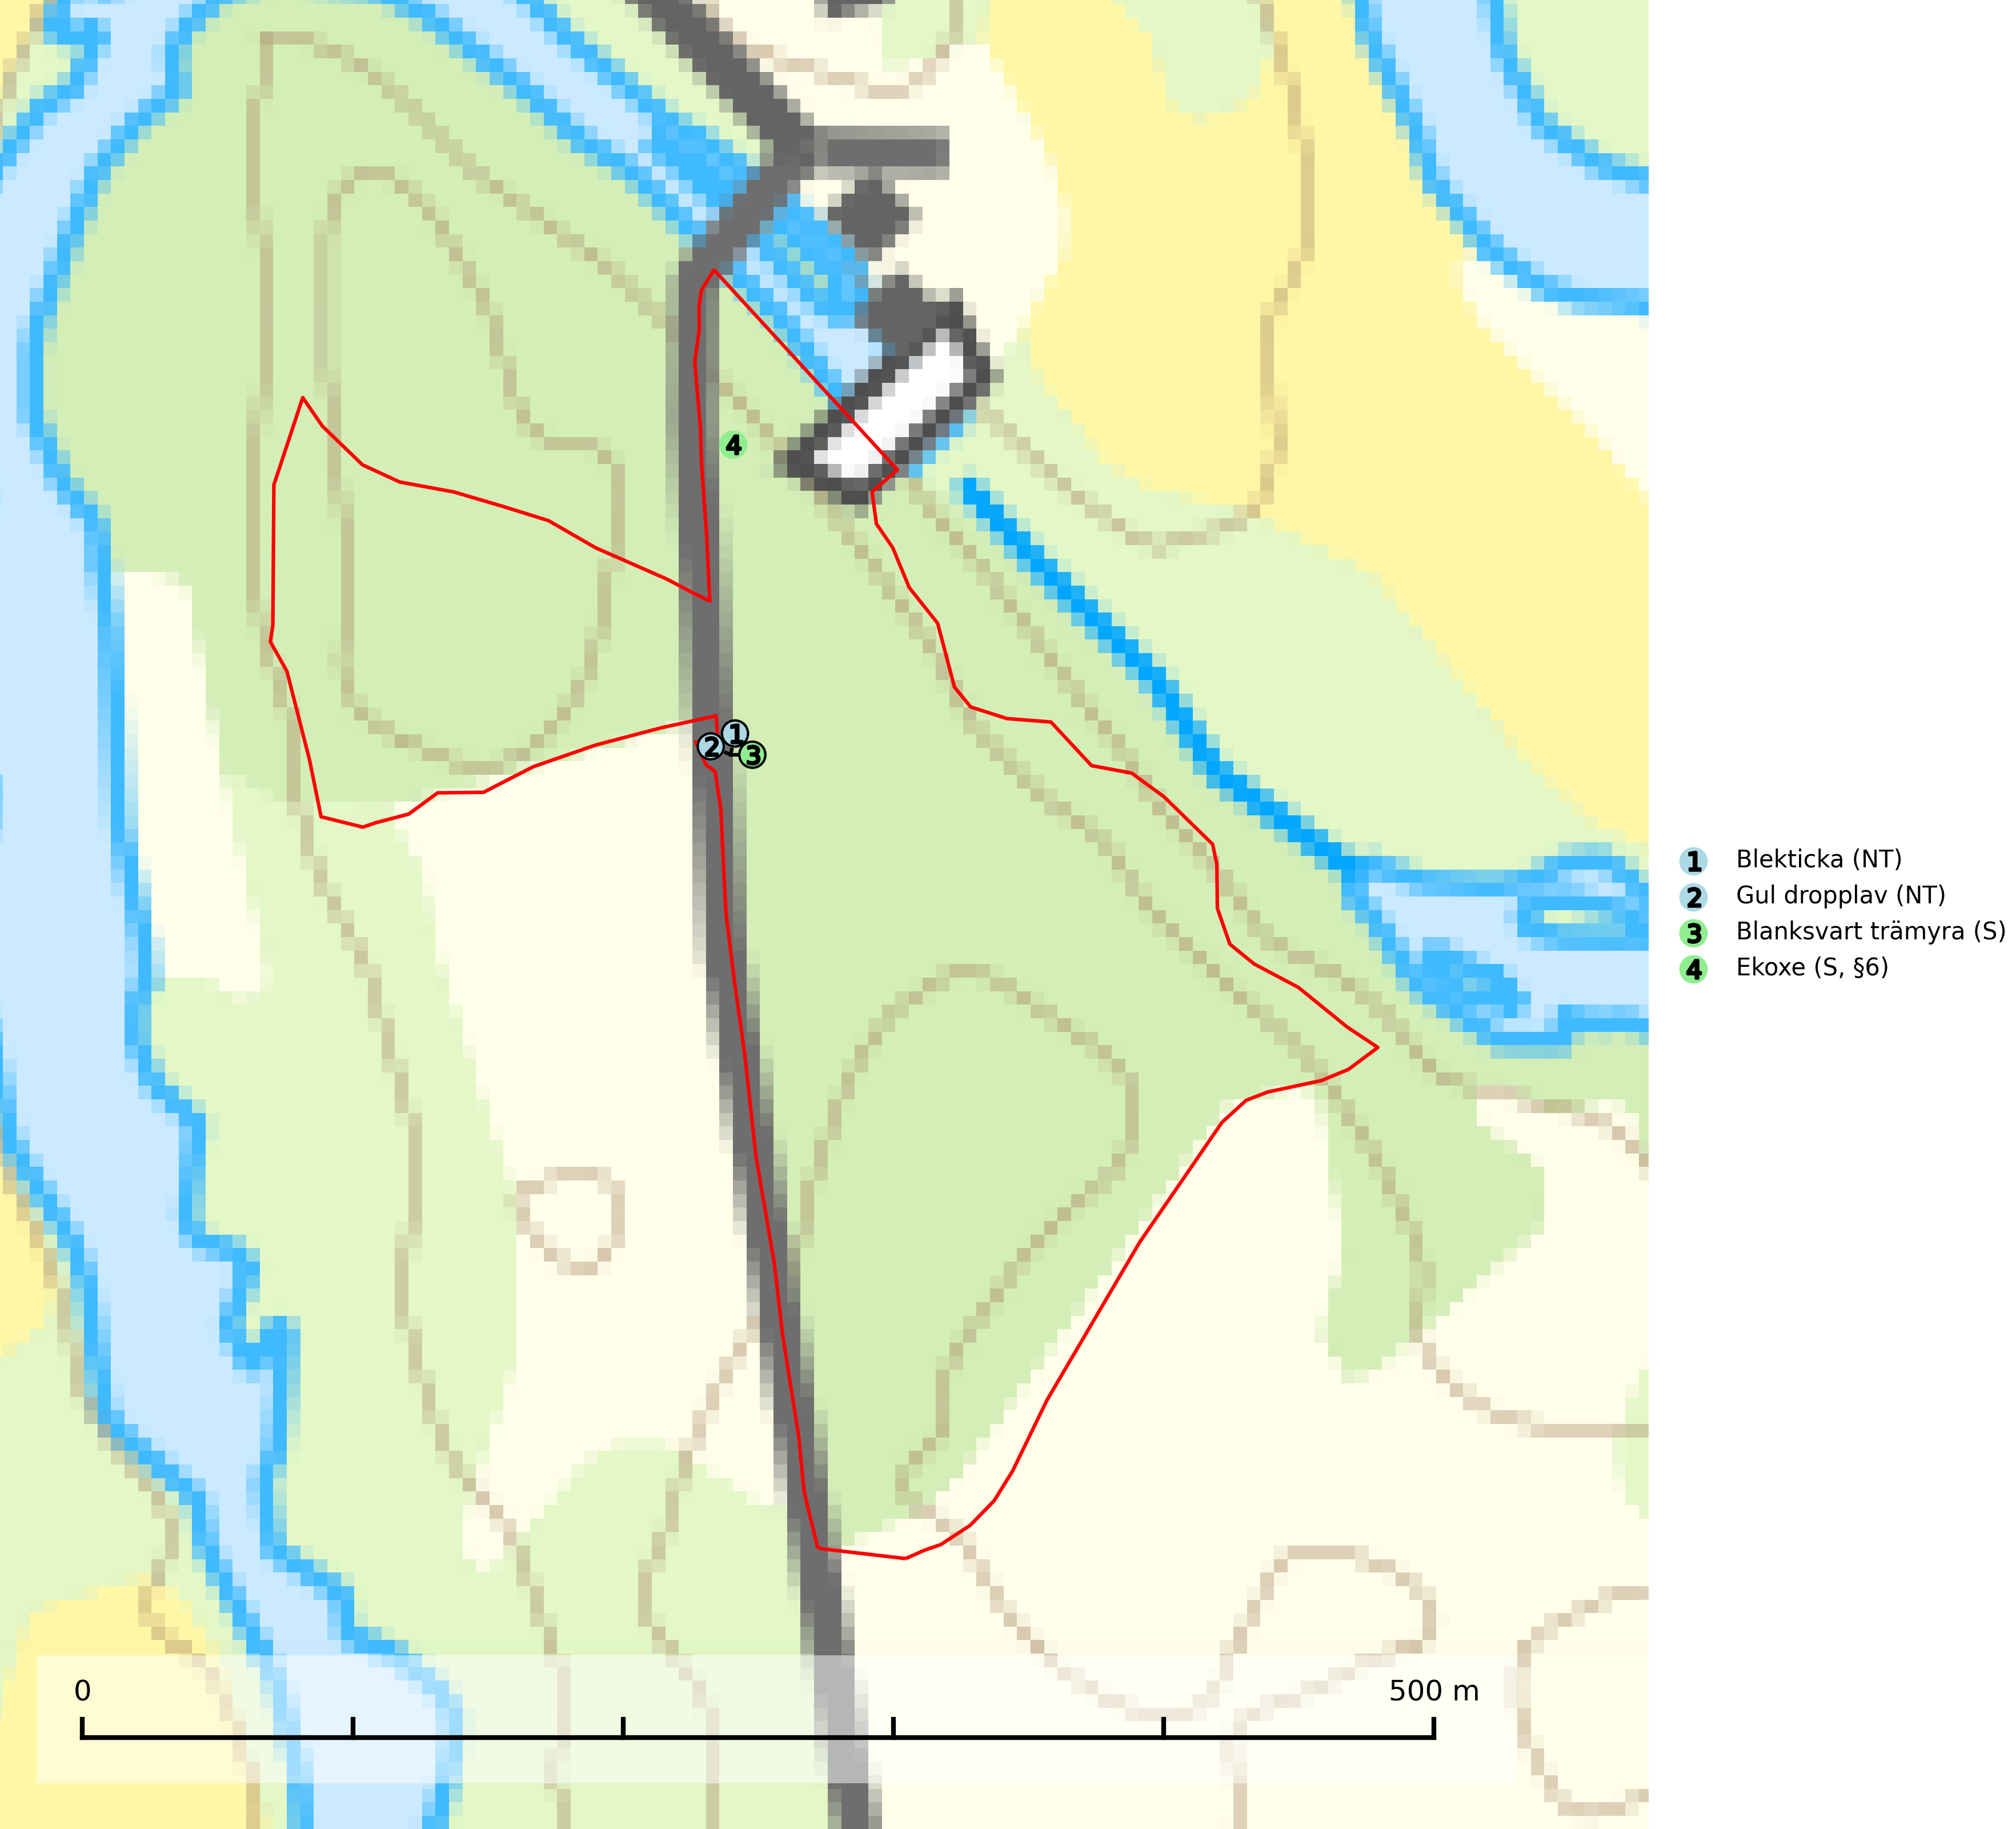 4
1
2
3
1 Blekticka (NT)
2 Gul dropplav (NT)
3 Blanksvart trämyra (S)
4 Ekoxe (S, §6)
0 500 m